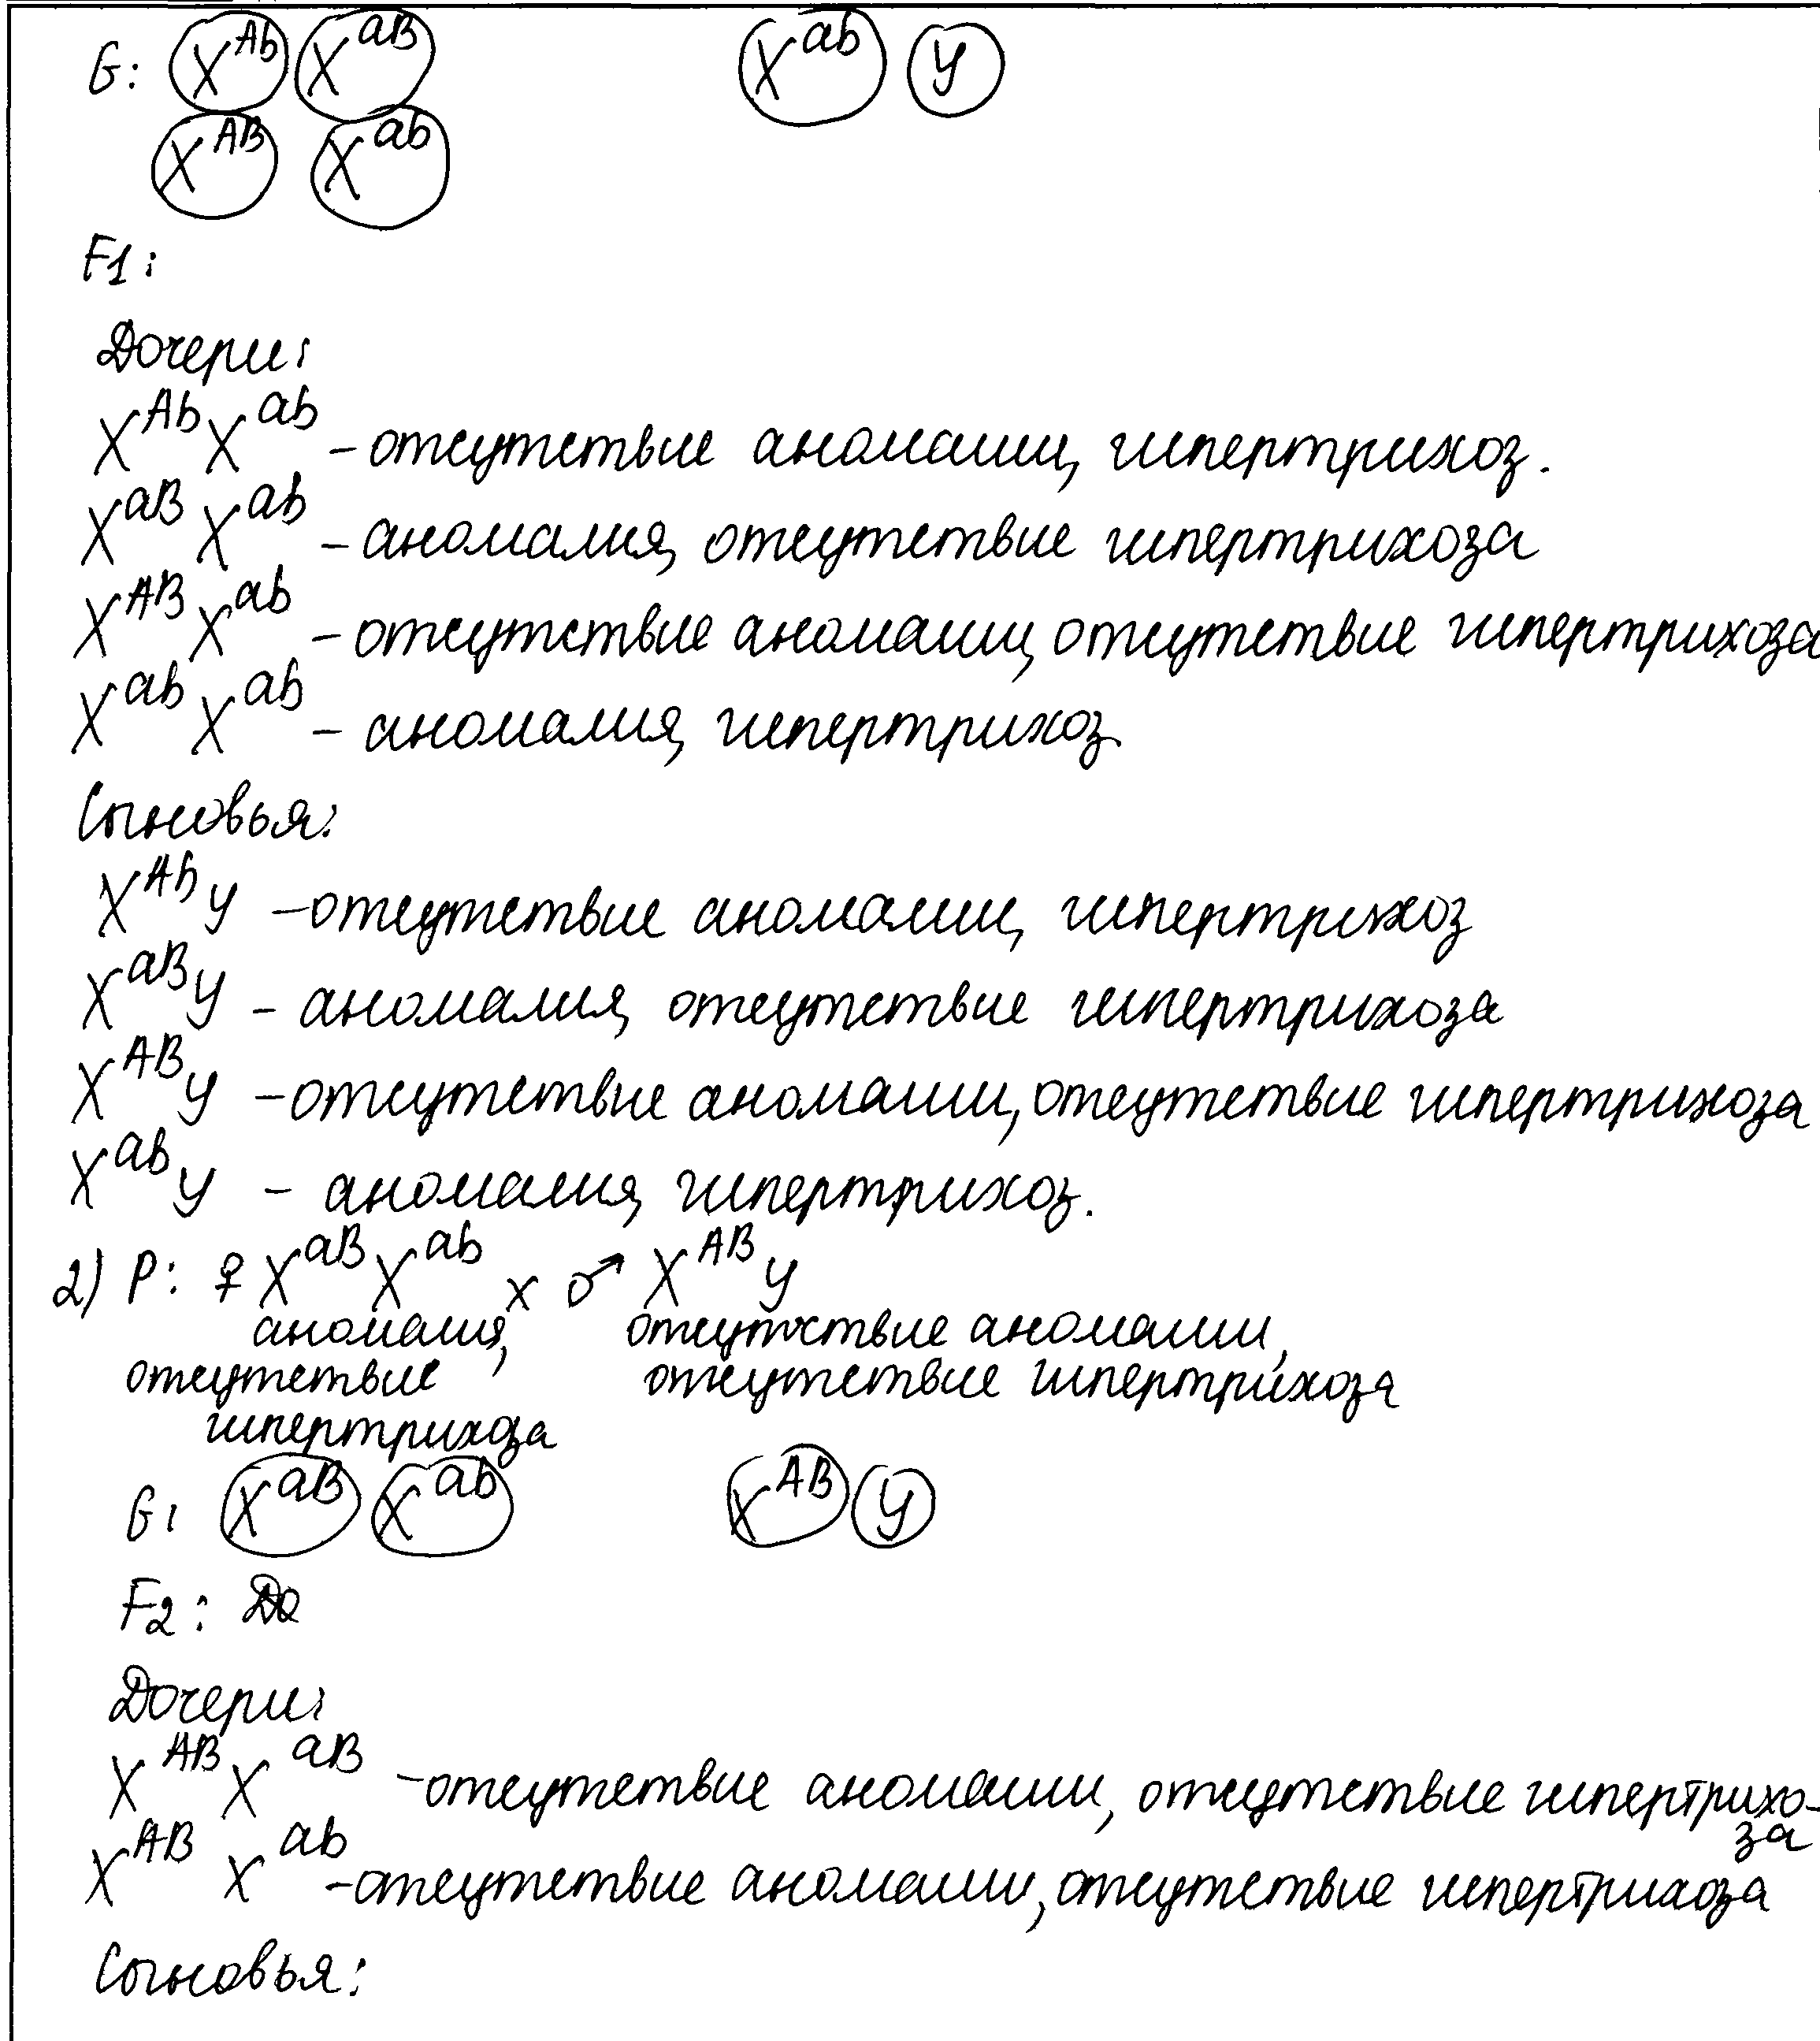 G: X^Ab X^aB X^ab Y
X^AB X^ab
F1:
Дочери:
X^Ab X^ab – отсутствие аномалии, гипертрихоз.
X^aB X^ab – аномалия, отсутствие гипертрихоза
X^AB X^ab – отсутствие аномалии, отсутствие гипертрихоза
X^ab X^ab – аномалия, гипертрихоз.
Сыновья:
X^Ab Y – отсутствие аномалии, гипертрихоз
X^aB Y – аномалия, отсутствие гипертрихоза
X^AB Y – отсутствие аномалии, отсутствие гипертрихоза
X^ab Y – аномалия, гипертрихоз.
2) P: ♀ X^aB X^ab x ♂ X^AB Y
аномалия, отсутствие аномалии,
отсутствие отсутствие гипертрихоза
гипертрихоза
G: X^aB X^ab X^AB Y
F2: До
Дочери:
X^AB X^aB – отсутствие аномалии, отсутствие гипертрихо-
за
X^AB X^ab – отсутствие аномалии, отсутствие гипертрихоза
Сыновья: